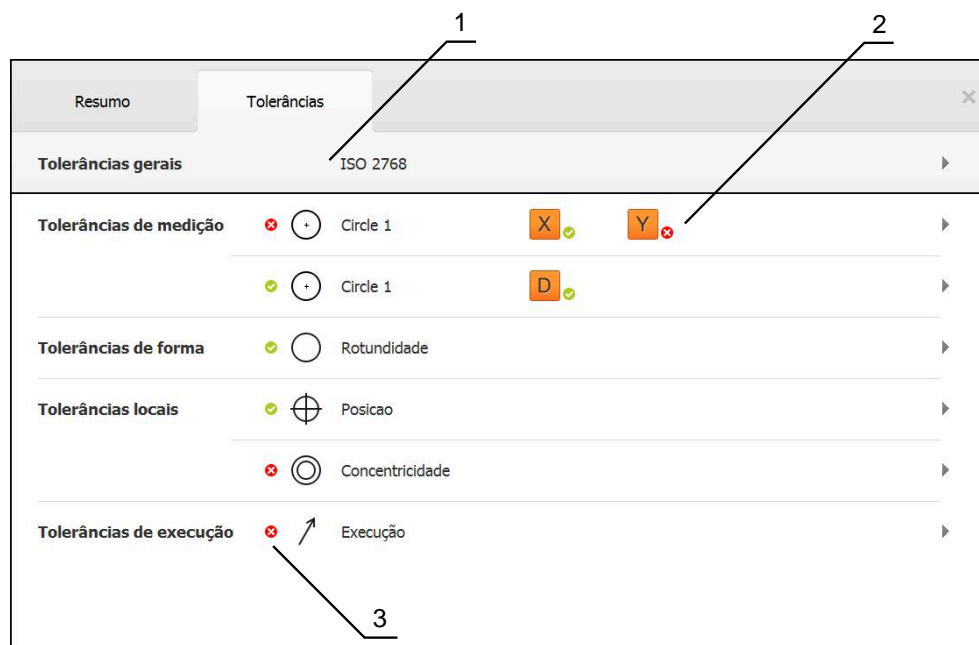 1
2
Resumo Tolerâncias ×
Tolerâncias gerais ISO 2768
Tolerâncias de medição Circle 1 X Y
Circle 1 D
Tolerâncias de forma Rotundidade
Tolerâncias locais Posicao
Concentricidade
Tolerâncias de execução Execução
3